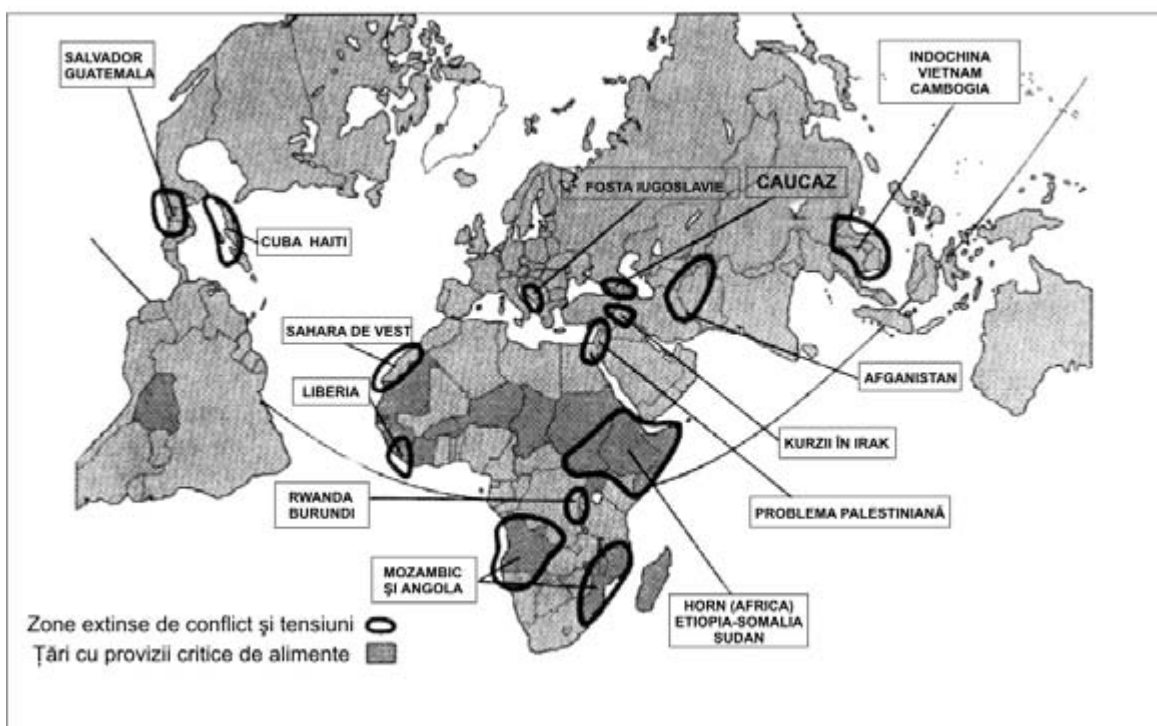 SALVADOR
GUATEMALA
INDOCHINA
VIETNAM
CAMBOGIA
FOSTA IUGOSLAVIE
CAUCAZ
CUBA HAITI
SAHARA DE VEST
LIBERIA
AFGANISTAN
KURZII ÎN IRAK
RWANDA
BURUNDI
PROBLEMA PALESTINIANĂ
MOZAMBIC
ŞI ANGOLA
HORN (AFRICA)
ETIOPIA-SOMALIA
SUDAN
Zone extinse de conflict şi tensiuni
Ţări cu provizii critice de alimente